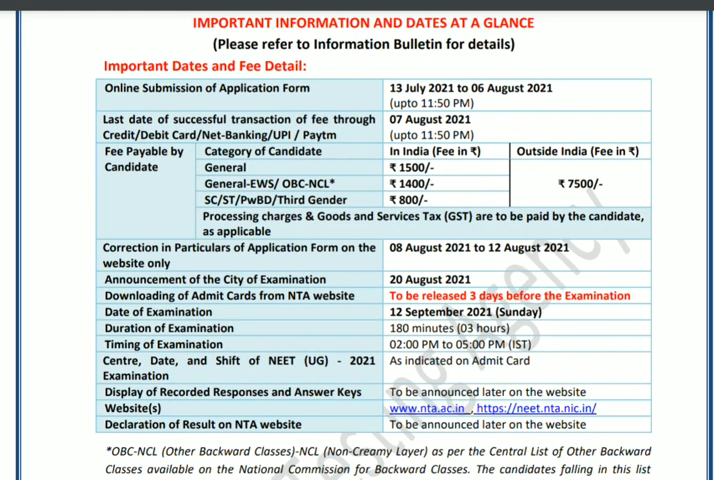 IMPORTANT INFORMATION AND DATES AT A GLANCE
(Please refer to Information Bulletin for details)
Important Dates and Fee Detail:
Online Submission of Application Form 13 July 2021 to 06 August 2021
(upto 11:50 PM)
Last date of successful transaction of fee through 07 August 2021
Credit/Debit Card/Net-Banking/UPI / Paytm (upto 11:50 PM)
Fee Payable by Category of Candidate In India (Fee in ₹) Outside India (Fee in ₹)
Candidate General ₹ 1500/-
General-EWS/ OBC-NCL* ₹ 1400/- ₹ 7500/-
SC/ST/PwBD/Third Gender ₹ 800/-
Processing charges & Goods and Services Tax (GST) are to be paid by the candidate,
as applicable
Correction in Particulars of Application Form on the 08 August 2021 to 12 August 2021
website only
Announcement of the City of Examination 20 August 2021
Downloading of Admit Cards from NTA website To be released 3 days before the Examination
Date of Examination 12 September 2021 (Sunday)
Duration of Examination 180 minutes (03 hours)
Timing of Examination 02:00 PM to 05:00 PM (IST)
Centre, Date, and Shift of NEET (UG) - 2021 As indicated on Admit Card
Examination
Display of Recorded Responses and Answer Keys To be announced later on the website
Website(s) www.nta.ac.in , https://neet.nta.nic.in/
Declaration of Result on NTA website To be announced later on the website
*OBC-NCL (Other Backward Classes)-NCL (Non-Creamy Layer) as per the Central List of Other Backward
Classes available on the National Commission for Backward Classes. The candidates falling in this list
Testing Agency